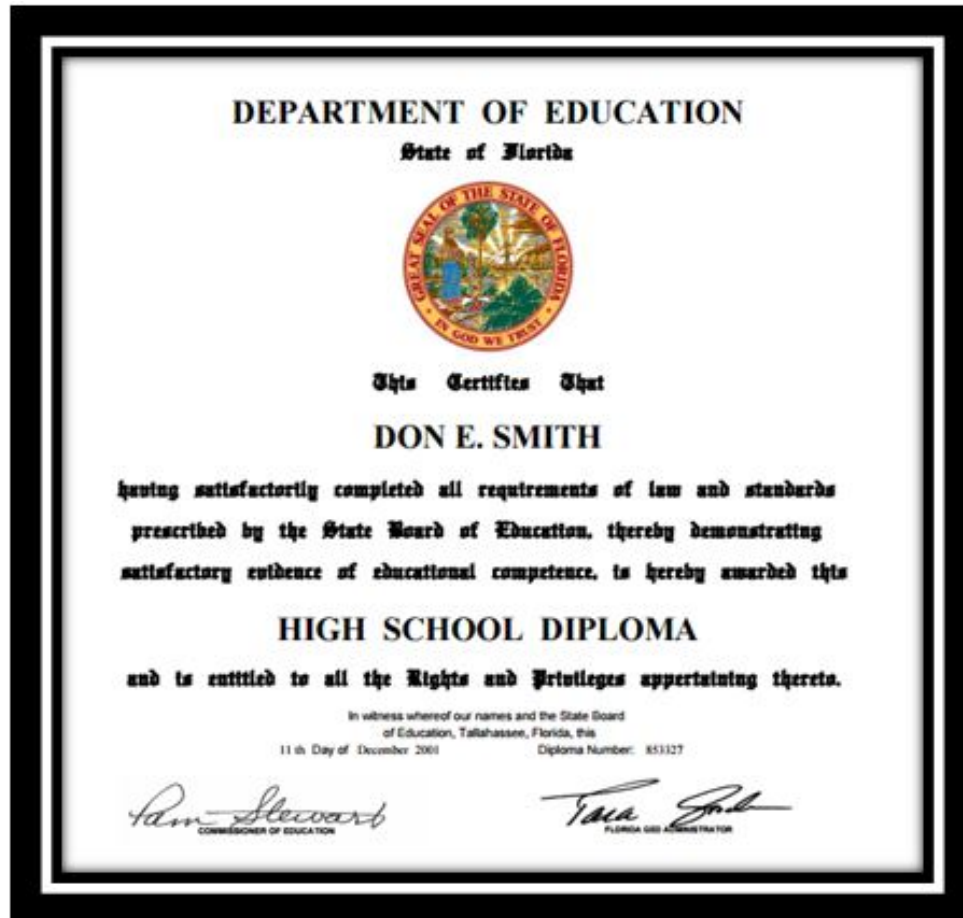 DEPARTMENT OF EDUCATION
State of Florida
GREAT SEAL OF THE STATE OF FLORIDA
• IN GOD WE TRUST •
This Certifies That
DON E. SMITH
having satisfactorily completed all requirements of law and standards
prescribed by the State Board of Education, thereby demonstrating
satisfactory evidence of educational competence, is hereby awarded this
HIGH SCHOOL DIPLOMA
and is entitled to all the Rights and Privileges appertaining thereto.
In witness whereof our names and the State Board
of Education, Tallahassee, Florida, this
11 th Day of December 2001 Diploma Number: 853327
Pam Stewart Tara
COMMISSIONER OF EDUCATION FLORIDA GED ADMINISTRATOR